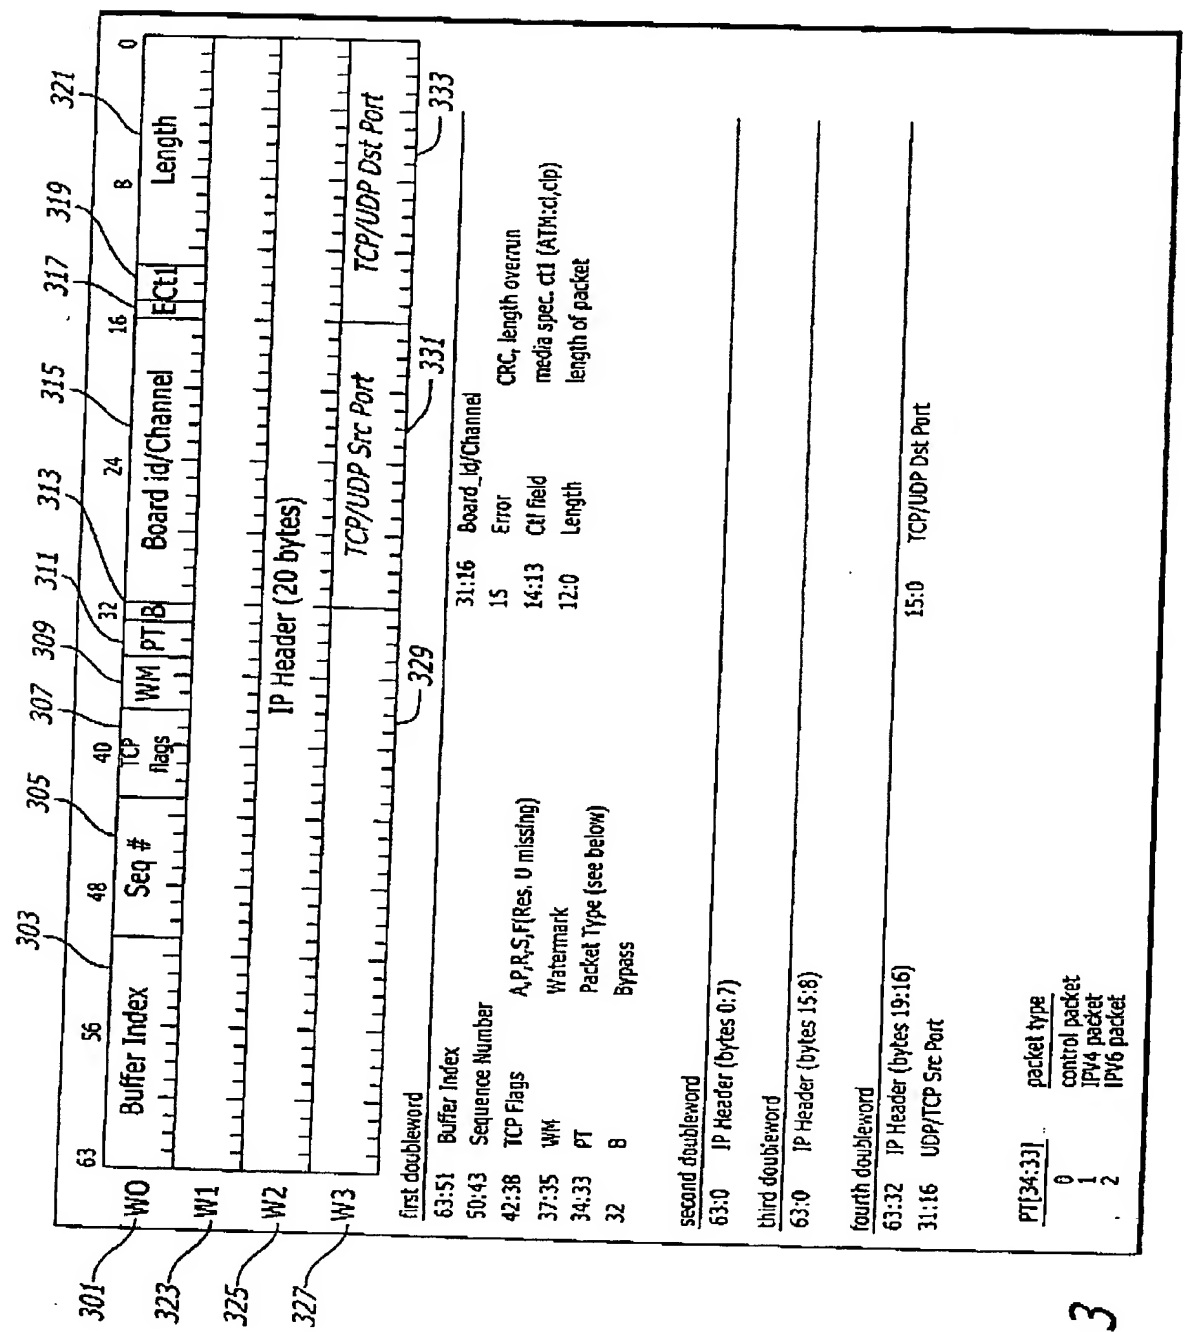 303
305
307
309
311
313
315
317
319
321
63
56
48
40
32
24
16
8
0
301
W0
Buffer Index
Seq #
TCP flags
WM
PT
B
Board id/Channel
E
Ct1
Length
323
W1
325
W2
IP Header (20 bytes)
327
W3
TCP/UDP Src Port
TCP/UDP Dst Port
329
331
333
first doubleword
63:51 Buffer Index
50:43 Sequence Number
42:38 TCP Flags A,P,R,S,F(Res. U missing)
37:35 WM Watermark
34:33 PT Packet Type (see below)
32 B Bypass
31:16 Board_Id/Channel
15 Error CRC, length overrun
14:13 Ctl field media spec. ct1 (ATM:cl,clp)
12:0 Length length of packet
second doubleword
63:0 IP Header (bytes 0:7)
third doubleword
63:0 IP Header (bytes 15:8)
fourth doubleword
63:32 IP Header (bytes 19:16)
31:16 UDP/TCP Src Port
15:0 TCP/UDP Dst Port
PT[34:33] packet type
0 control packet
1 IPV4 packet
2 IPV6 packet
3